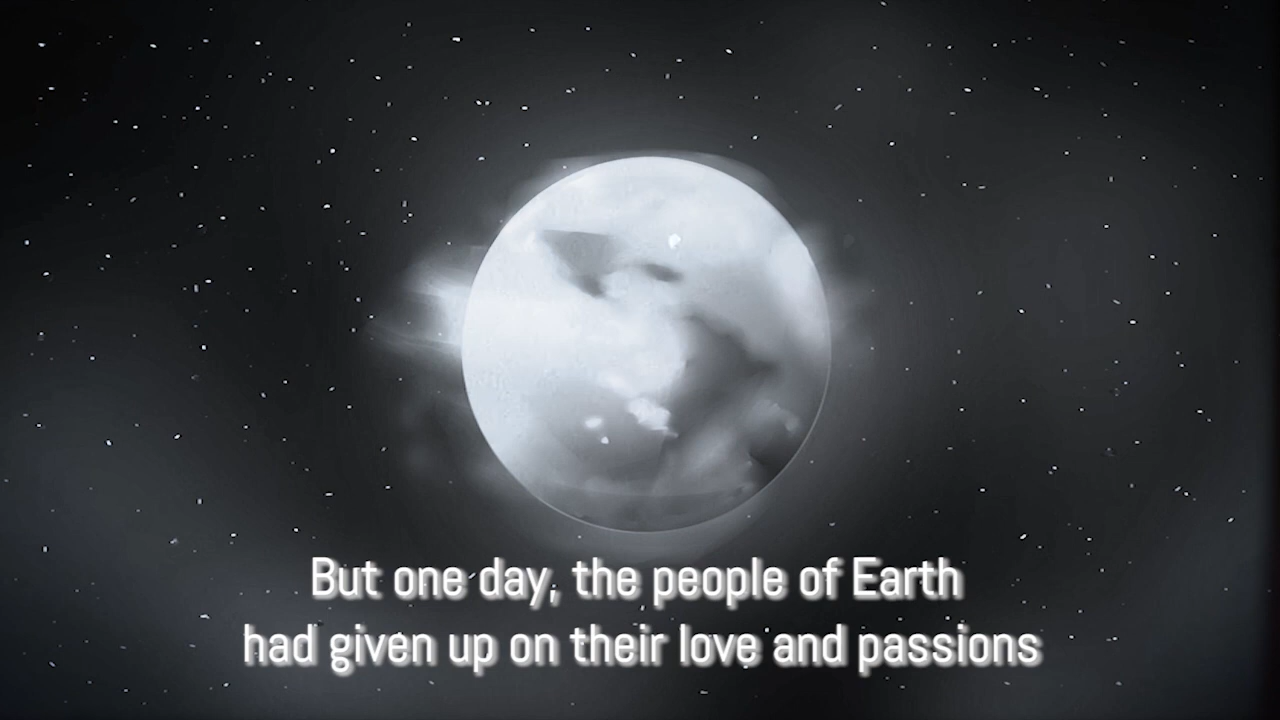 But one day, the people of Earth
had given up on their love and passions